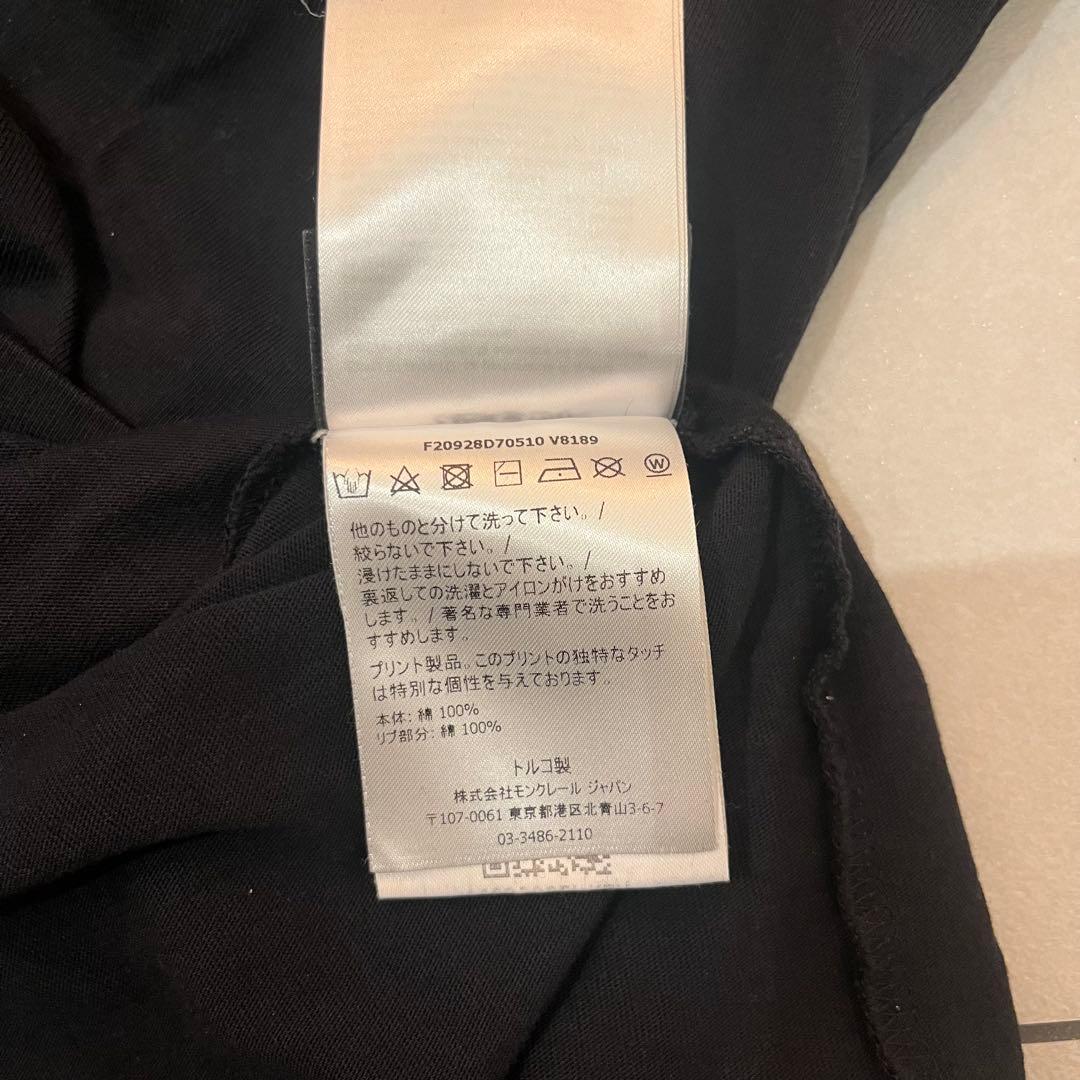 F20928D70510 V8189
W
他のものと分けて洗って下さい。/
絞らないで下さい。/
浸けたままにしないで下さい。/
裏返しての洗濯とアイロンがけをおすすめ
します。/ 著名な専門業者で洗うことをお
すすめします。
プリント製品。このプリントの独特なタッチ
は特別な個性を与えております。
本体: 綿 100%
リブ部分: 綿 100%
トルコ製
株式会社モンクレール ジャパン
〒107-0061 東京都港区北青山3-6-7
03-3486-2110